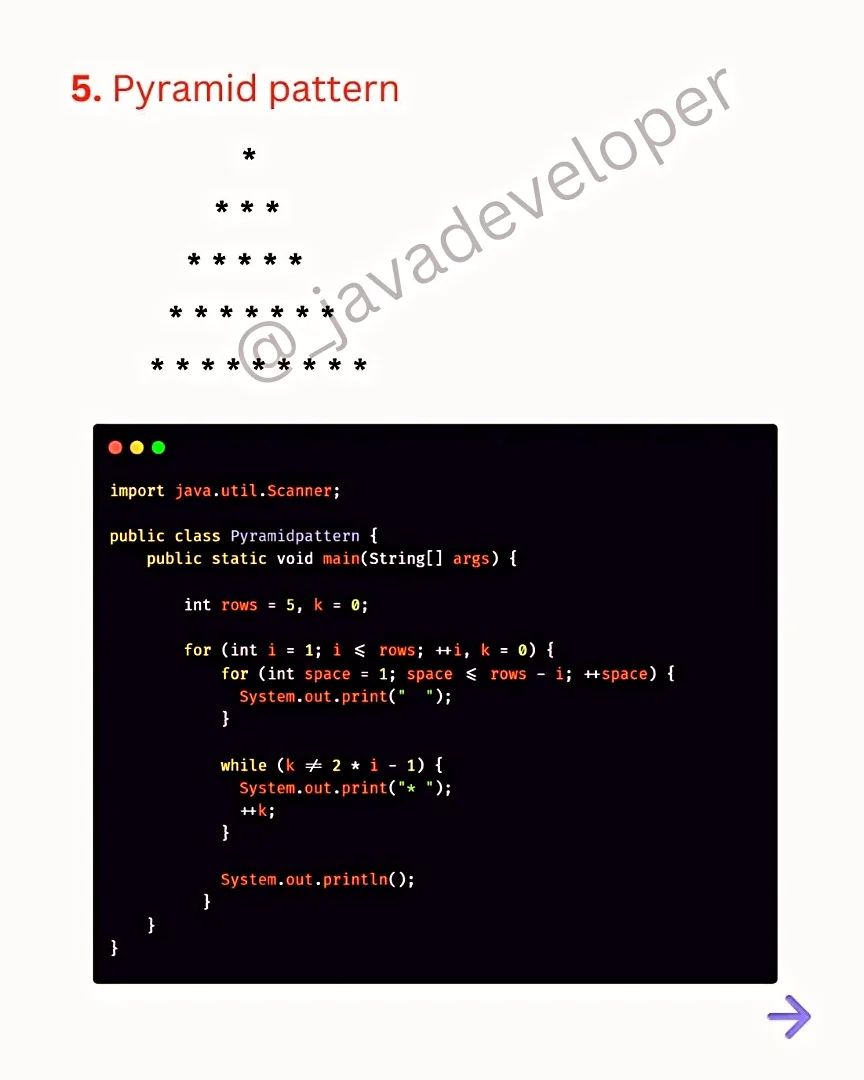 5. Pyramid pattern
*
* * *
* * * * *
* * * * * * *
* * * * * * * * *
@_javadeveloper
import java.util.Scanner;
public class Pyramidpattern {
    public static void main(String[] args) {
        int rows = 5, k = 0;
        for (int i = 1; i <= rows; ++i, k = 0) {
            for (int space = 1; space <= rows - i; ++space) {
              System.out.print("  ");
            }
            while (k != 2 * i - 1) {
              System.out.print("* ");
              ++k;
            }
            System.out.println();
          }
    }
}